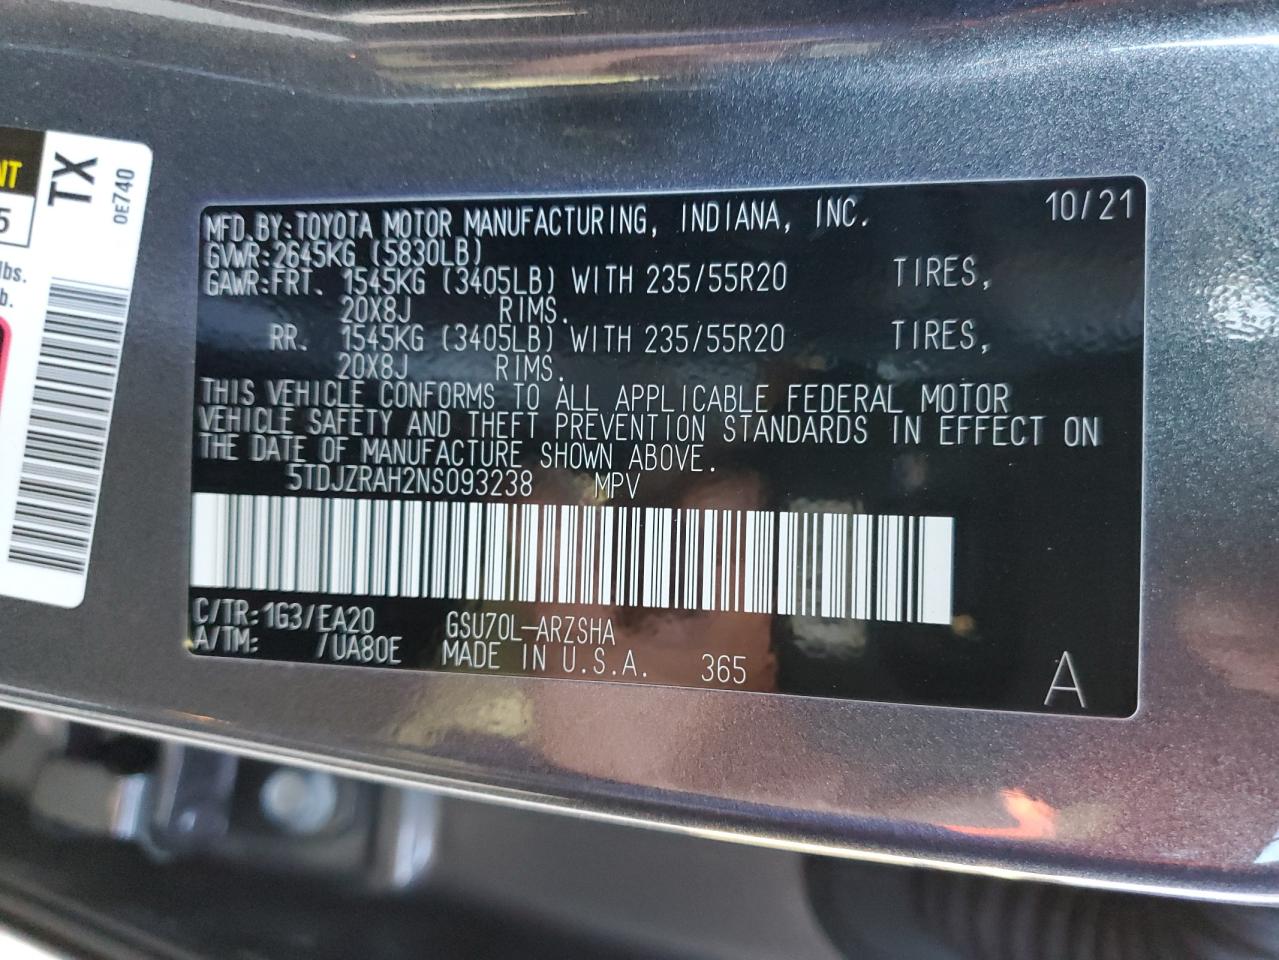 NT
5
lbs.
b.
TX
0E740
MFD.BY:TOYOTA MOTOR MANUFACTURING, INDIANA, INC. 10/21
GVWR:2645KG (5830LB)
GAWR:FRT. 1545KG (3405LB) WITH 235/55R20 TIRES,
20X8J RIMS.
RR. 1545KG (3405LB) WITH 235/55R20 TIRES,
20X8J RIMS.
THIS VEHICLE CONFORMS TO ALL APPLICABLE FEDERAL MOTOR
VEHICLE SAFETY AND THEFT PREVENTION STANDARDS IN EFFECT ON
THE DATE OF MANUFACTURE SHOWN ABOVE.
5TDJZRAH2NS093238 MPV
C/TR:1G3/EA20 GSU70L-ARZSHA
A/TM: /UA80E MADE IN U.S.A. 365 A